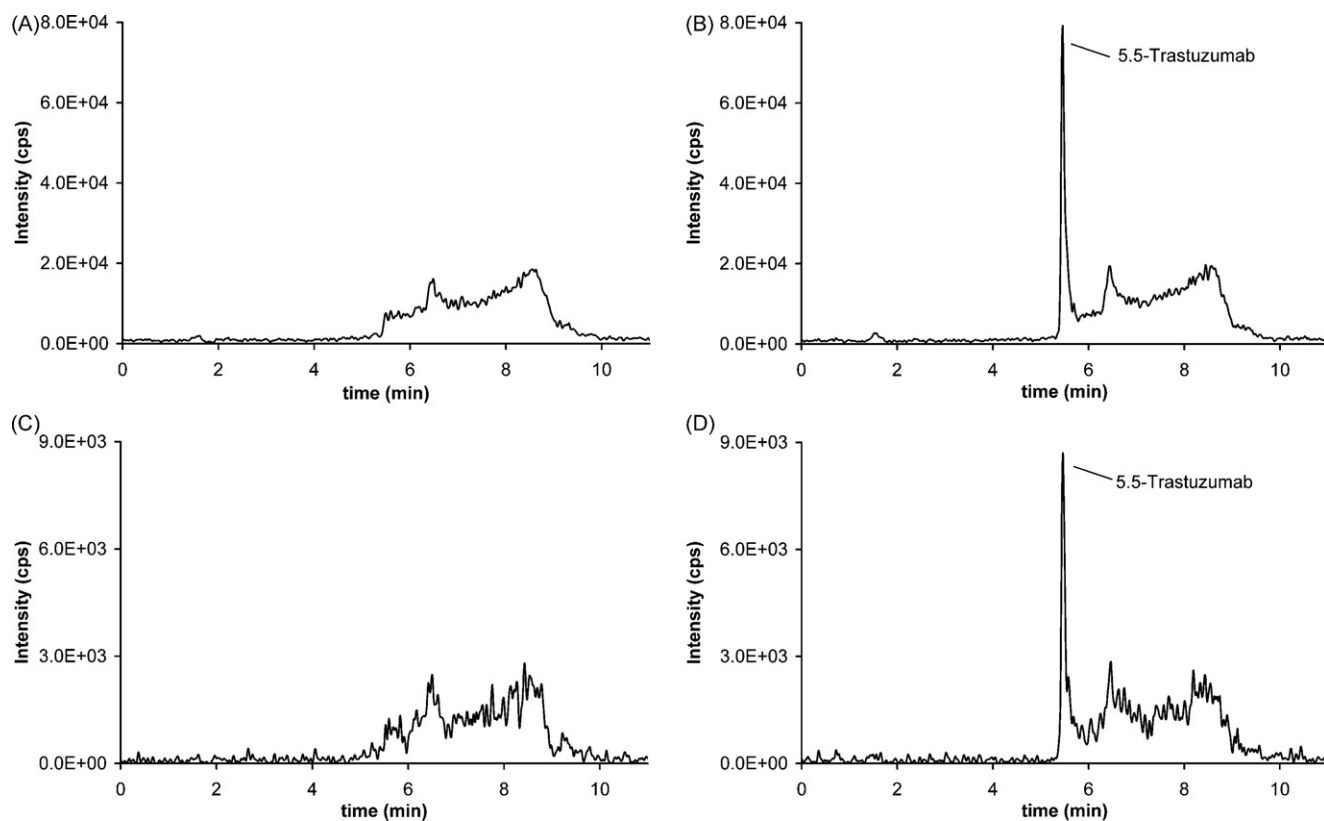 (A)
8.0E+04
6.0E+04
4.0E+04
2.0E+04
0.0E+00
Intensity (cps)
0 2 4 6 8 10
time (min)
(B)
8.0E+04
6.0E+04
4.0E+04
2.0E+04
0.0E+00
Intensity (cps)
5.5-Trastuzumab
0 2 4 6 8 10
time (min)
(C)
9.0E+03
6.0E+03
3.0E+03
0.0E+00
Intensity (cps)
0 2 4 6 8 10
time (min)
(D)
9.0E+03
6.0E+03
3.0E+03
0.0E+00
Intensity (cps)
5.5-Trastuzumab
0 2 4 6 8 10
time (min)